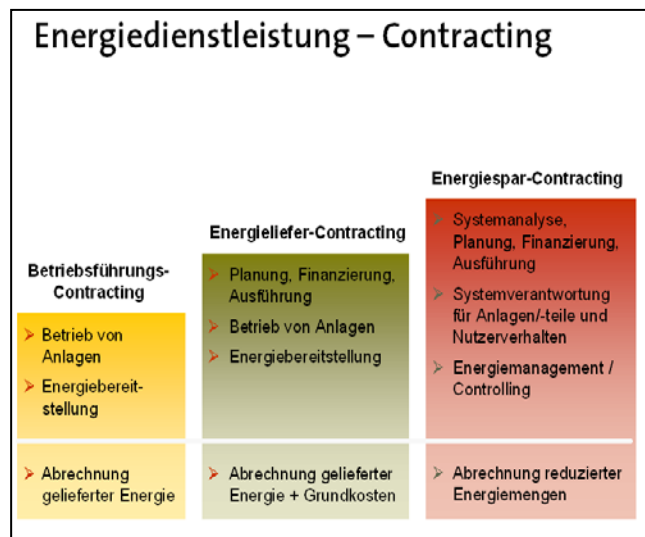 Energiedienstleistung – Contracting
Betriebsführungs-
Contracting
Betrieb von
Anlagen
Energiebereit-
stellung
Abrechnung
gelieferter Energie
Energieliefer-Contracting
Planung, Finanzierung,
Ausführung
Betrieb von Anlagen
Energiebereitstellung
Abrechnung gelieferter
Energie + Grundkosten
Energiespar-Contracting
Systemanalyse,
Planung, Finanzierung,
Ausführung
Systemverantwortung
für Anlagen/-teile und
Nutzerverhalten
Energiemanagement /
Controlling
Abrechnung reduzierter
Energiemengen